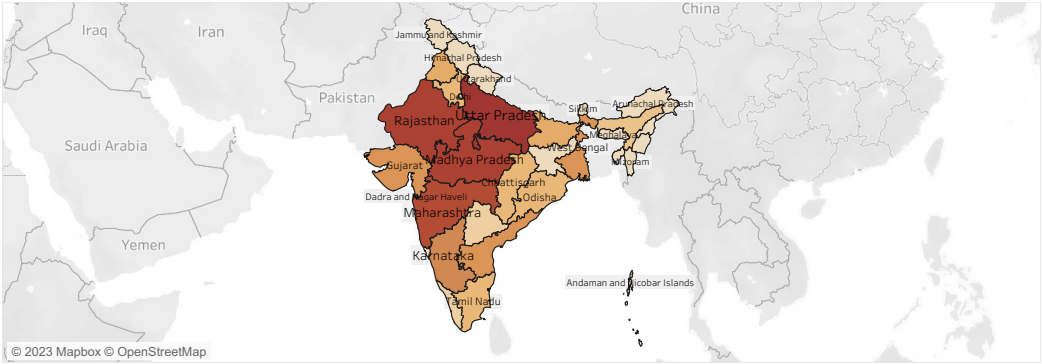 China
Iraq
Iran
Jammu and Kashmir
Himachal Pradesh
Uttarakhand
Pakistan
Delhi
Sikkim
Arunachal Pradesh
Uttar Pradesh
Rajasthan
Meghalaya
Saudi Arabia
West Bengal
Madhya Pradesh
Mizoram
Gujarat
Chhattisgarh
Dadra and Nagar Haveli
Odisha
Maharashtra
Yemen
Karnataka
Andaman and Nicobar Islands
Tamil Nadu
© 2023 Mapbox © OpenStreetMap